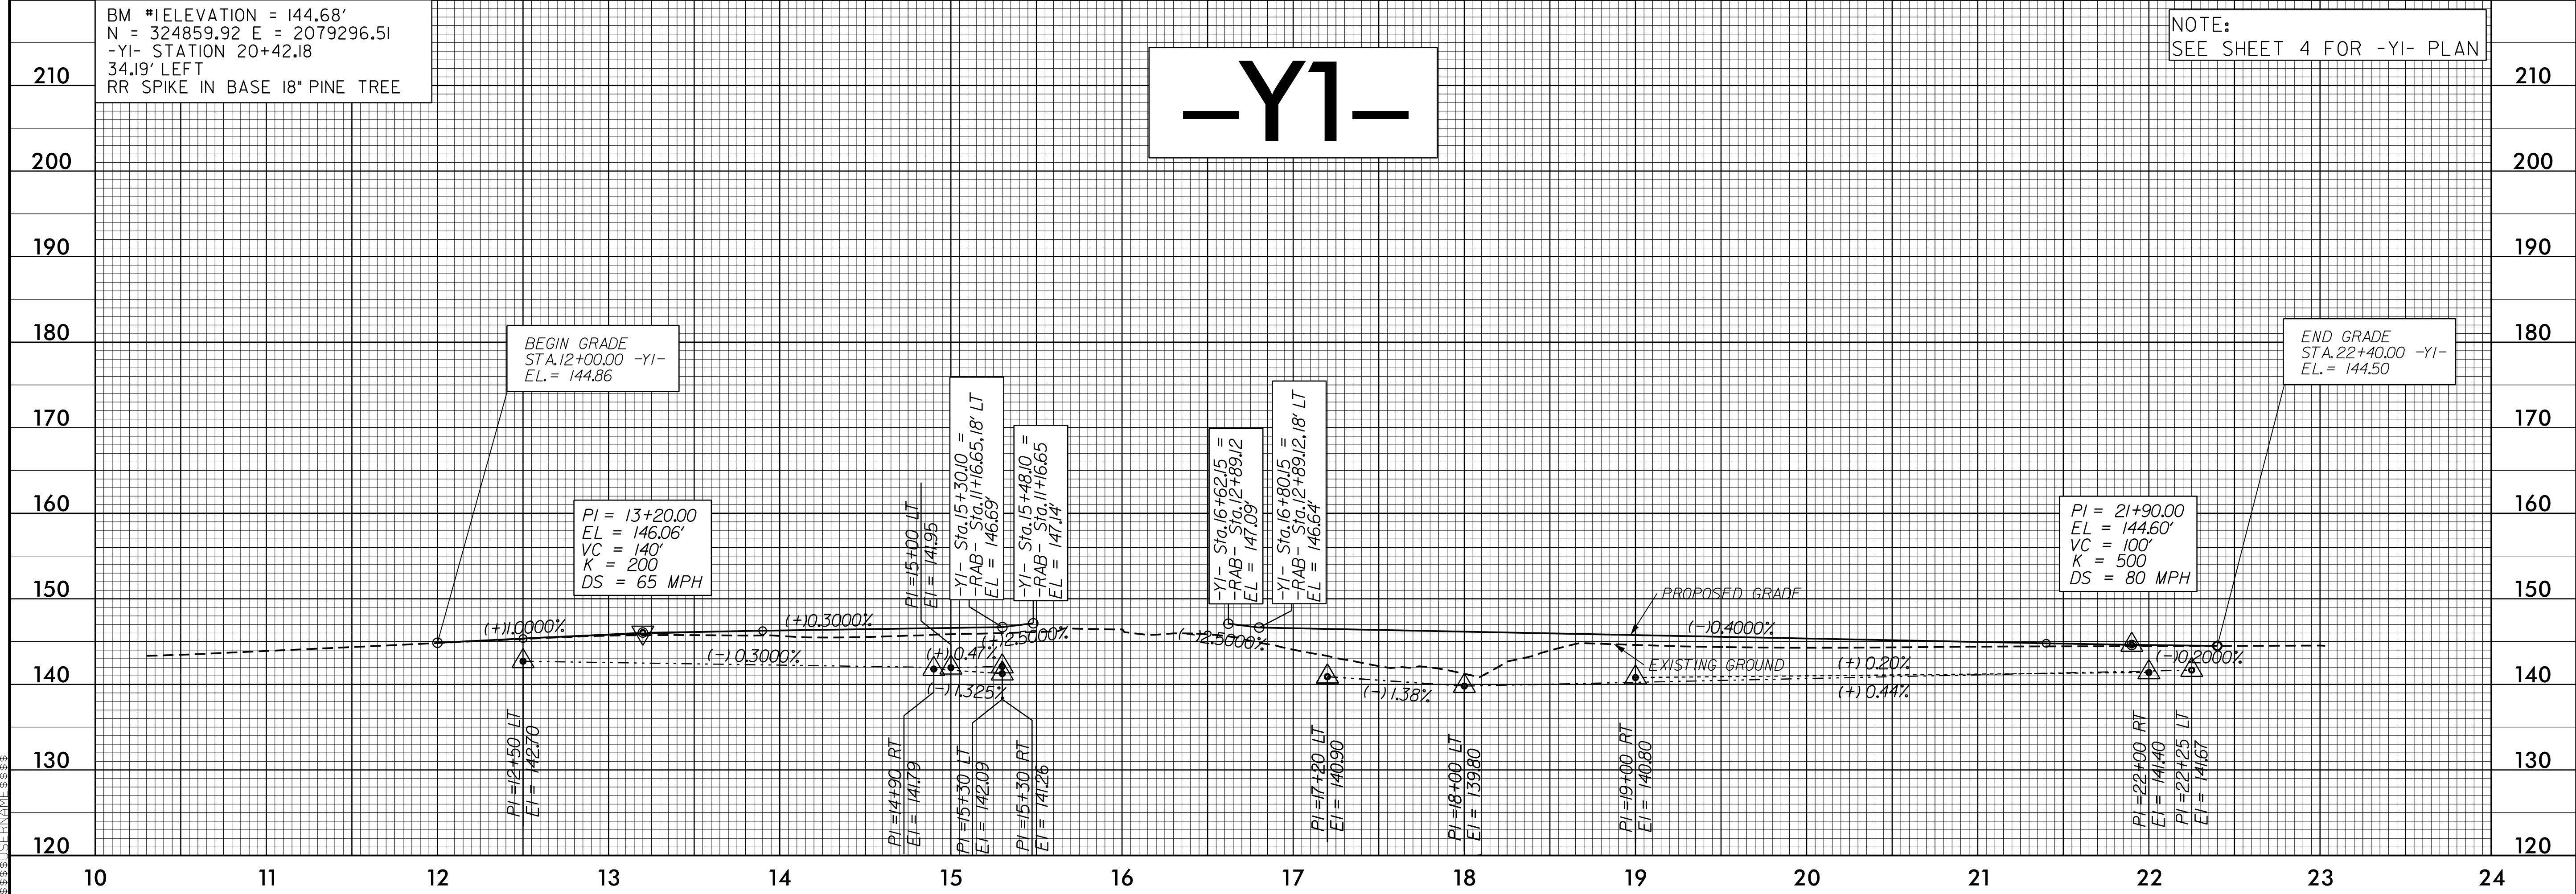 BM #1 ELEVATION = 144.68'
N = 324859.92 E = 2079296.51
-Y1- STATION 20+42.18
34.19' LEFT
RR SPIKE IN BASE 18" PINE TREE
-Y1-
NOTE:
SEE SHEET 4 FOR -Y1- PLAN
210
210
200
200
190
190
180
180
170
170
160
160
150
150
140
140
130
130
120
120
BEGIN GRADE
STA. 12+00.00 -Y1-
EL. = 144.86
END GRADE
STA. 22+40.00 -Y1-
EL. = 144.50
PI = 13+20.00
EL = 146.06'
VC = 140'
K = 200
DS = 65 MPH
PI =15+00 LT
El = 141.95
-Y1- Sta. 15+30.10 =
-RAB- Sta. 11+16.65, 18' LT
EL = 146.69'
-Y1- Sta. 15+48.10 =
-RAB- Sta. 11+16.65
EL = 147.14'
-Y1- Sta. 16+62.15 =
-RAB- Sta. 12+89.12
EL = 147.09'
-Y1- Sta. 16+80.15 =
-RAB- Sta. 12+89.12, 18' LT
EL = 146.64'
PI = 21+90.00
EL = 144.60'
VC = 100'
K = 500
DS = 80 MPH
(+)1.0000%
(+)0.3000%
(+)2.5000%
(-)2.5000%
(-)0.4000%
(-)0.2000%
PROPOSED GRADE
EXISTING GROUND
(-)0.3000%
(+)0.47%
(-)1.325%
(-)1.38%
(+)0.20%
(+)0.44%
PI =12+50 LT
El = 142.70
PI =14+90 RT
El = 141.79
PI =15+30 LT
El = 142.09
PI =15+30 RT
El = 141.26
PI =17+20 LT
El = 140.90
PI =18+00 LT
El = 139.80
PI =19+00 RT
El = 140.80
PI =22+00 RT
El = 141.40
PI =22+25 LT
El = 141.67
10 11 12 13 14 15 16 17 18 19 20 21 22 23 24